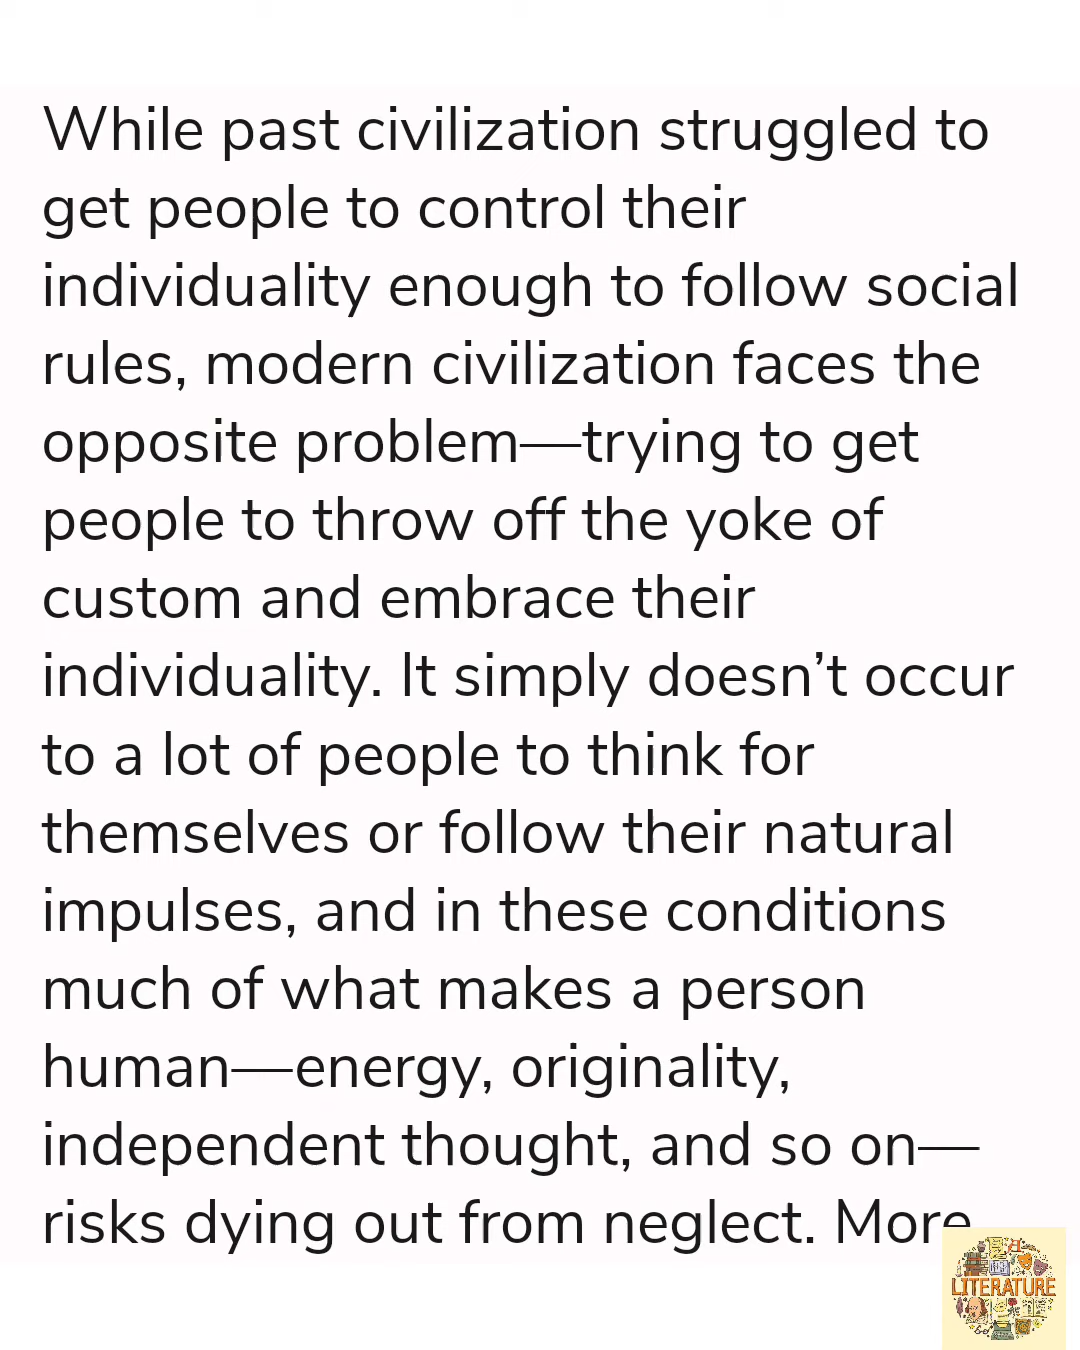 While past civilization struggled to
get people to control their
individuality enough to follow social
rules, modern civilization faces the
opposite problem—trying to get
people to throw off the yoke of
custom and embrace their
individuality. It simply doesn’t occur
to a lot of people to think for
themselves or follow their natural
impulses, and in these conditions
much of what makes a person
human—energy, originality,
independent thought, and so on—
risks dying out from neglect. More
LITERATURE